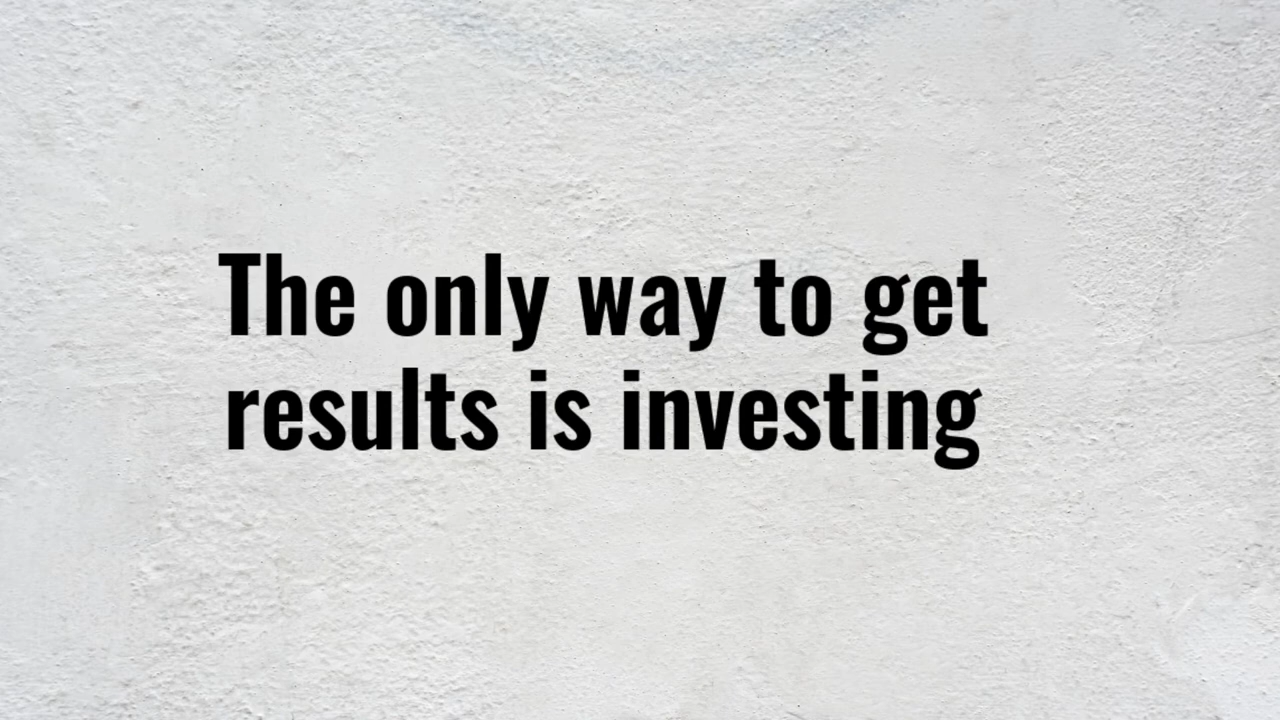 The only way to get
results is investing